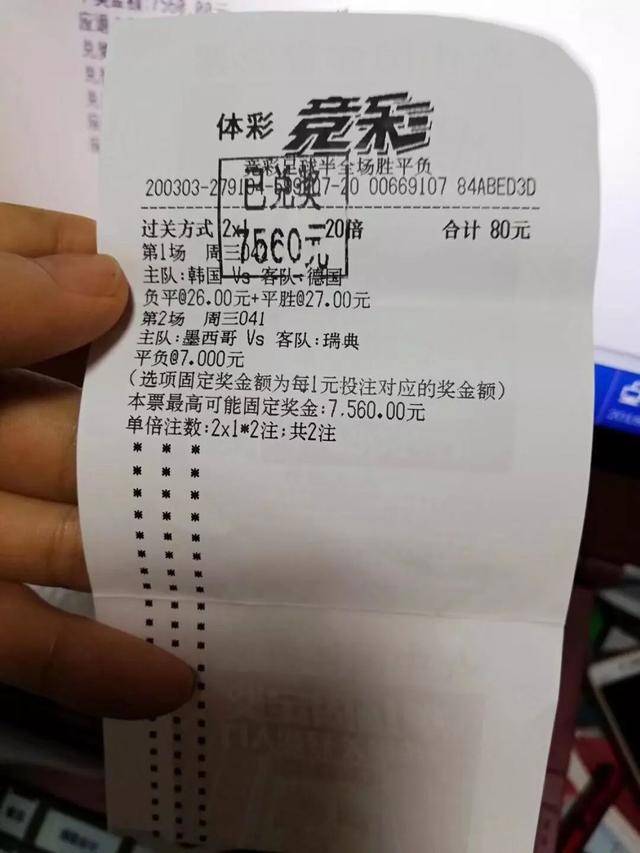 奖金额:7560.00元
体彩 竞彩
竞彩足球半全场胜平负
00669107 84ABED3D
已兑奖
7560元
过关方式 20倍 合计 80元
第1场 周三
主队:韩国 Vs 客队:德国
负平@26.00元+平胜@27.00元
第2场 周三041
主队:墨西哥 Vs 客队:瑞典
平负@7.000元
(选项固定奖金额为每1元投注对应的奖金额)
本票最高可能固定奖金:7.560.00元
单倍注数:2x1*2注;共2注